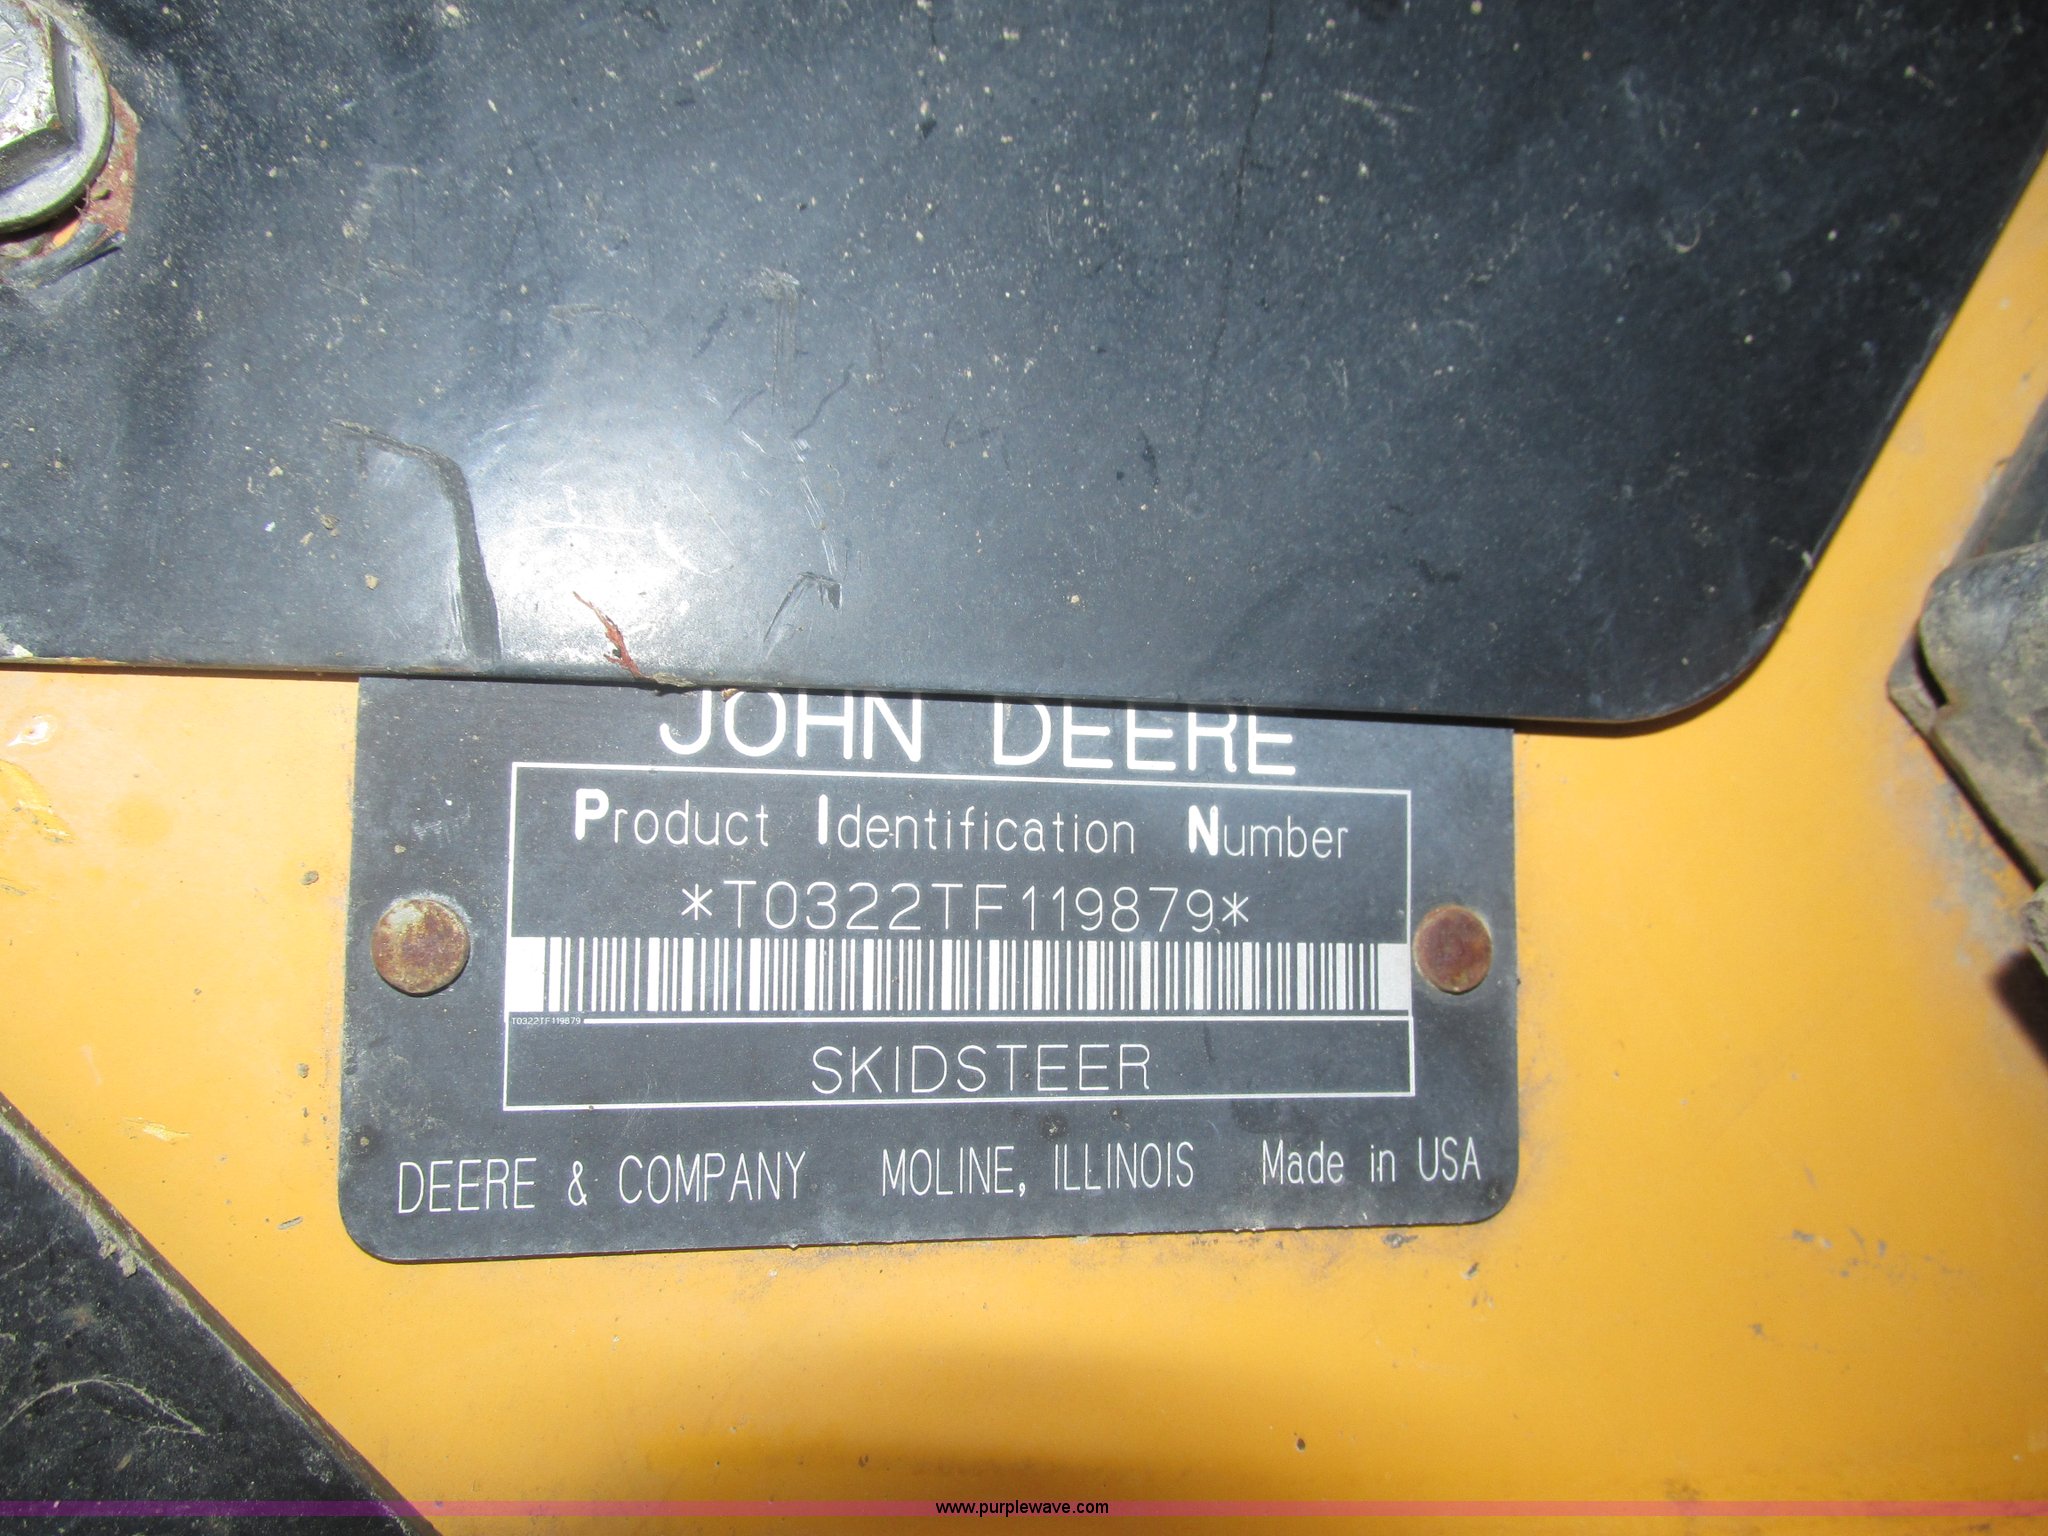 JOHN DEERE
Product Identification Number
*T0322TF119879*
T0322TF119879
SKIDSTEER
DEERE & COMPANY MOLINE, ILLINOIS Made in USA
www.purplewave.com